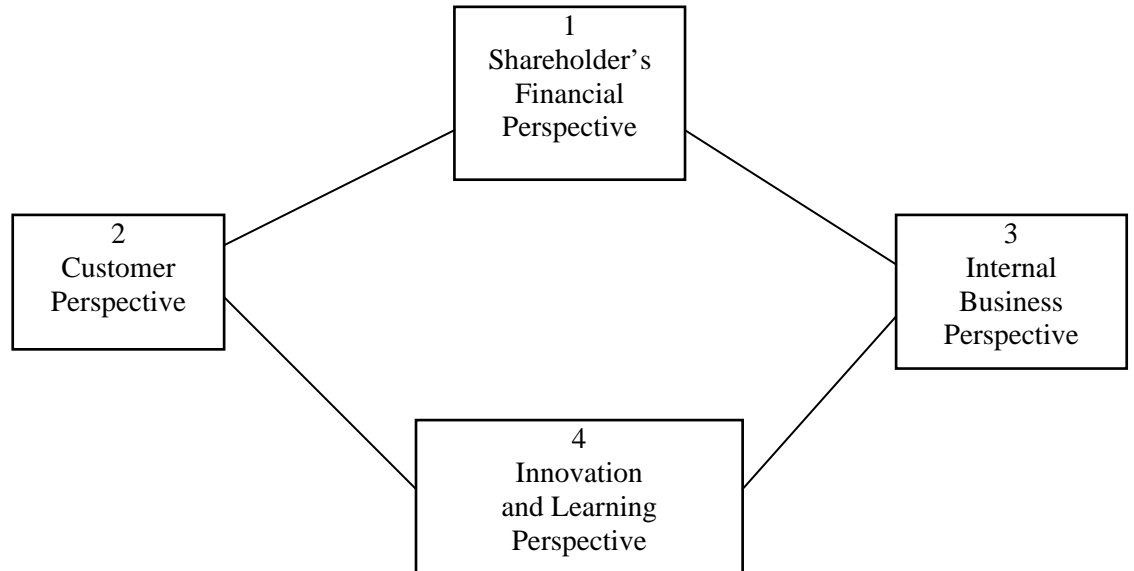 1
Shareholder’s
Financial
Perspective
2
Customer
Perspective
3
Internal
Business
Perspective
4
Innovation
and Learning
Perspective